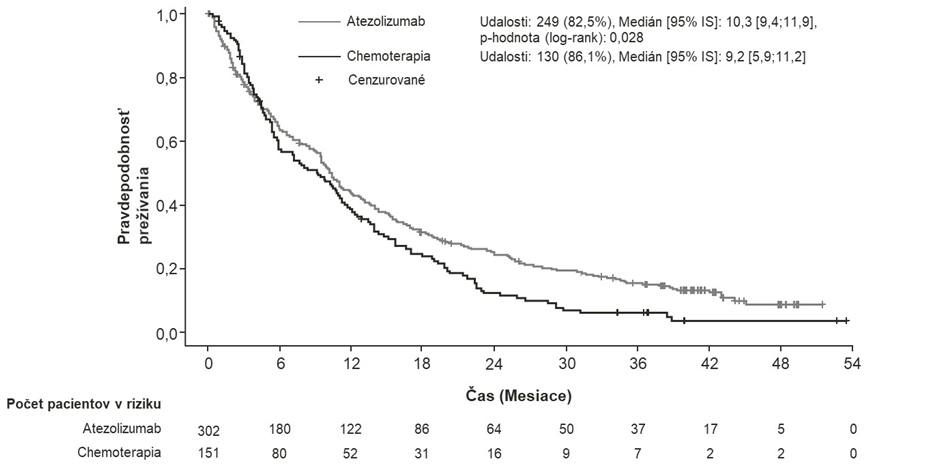 Atezolizumab Udalosti: 249 (82,5%), Medián [95% IS]: 10,3 [9,4;11,9],
p-hodnota (log-rank): 0,028
Chemoterapia Udalosti: 130 (86,1%), Medián [95% IS]: 9,2 [5,9;11,2]
Cenzurované
Pravdepodobnosť
prežívania
1,0
0,8
0,6
0,4
0,2
0,0
0 6 12 18 24 30 36 42 48 54
Čas (Mesiace)
Počet pacientov v riziku
Atezolizumab 302 180 122 86 64 50 37 17 5 0
Chemoterapia 151 80 52 31 16 9 7 2 2 0